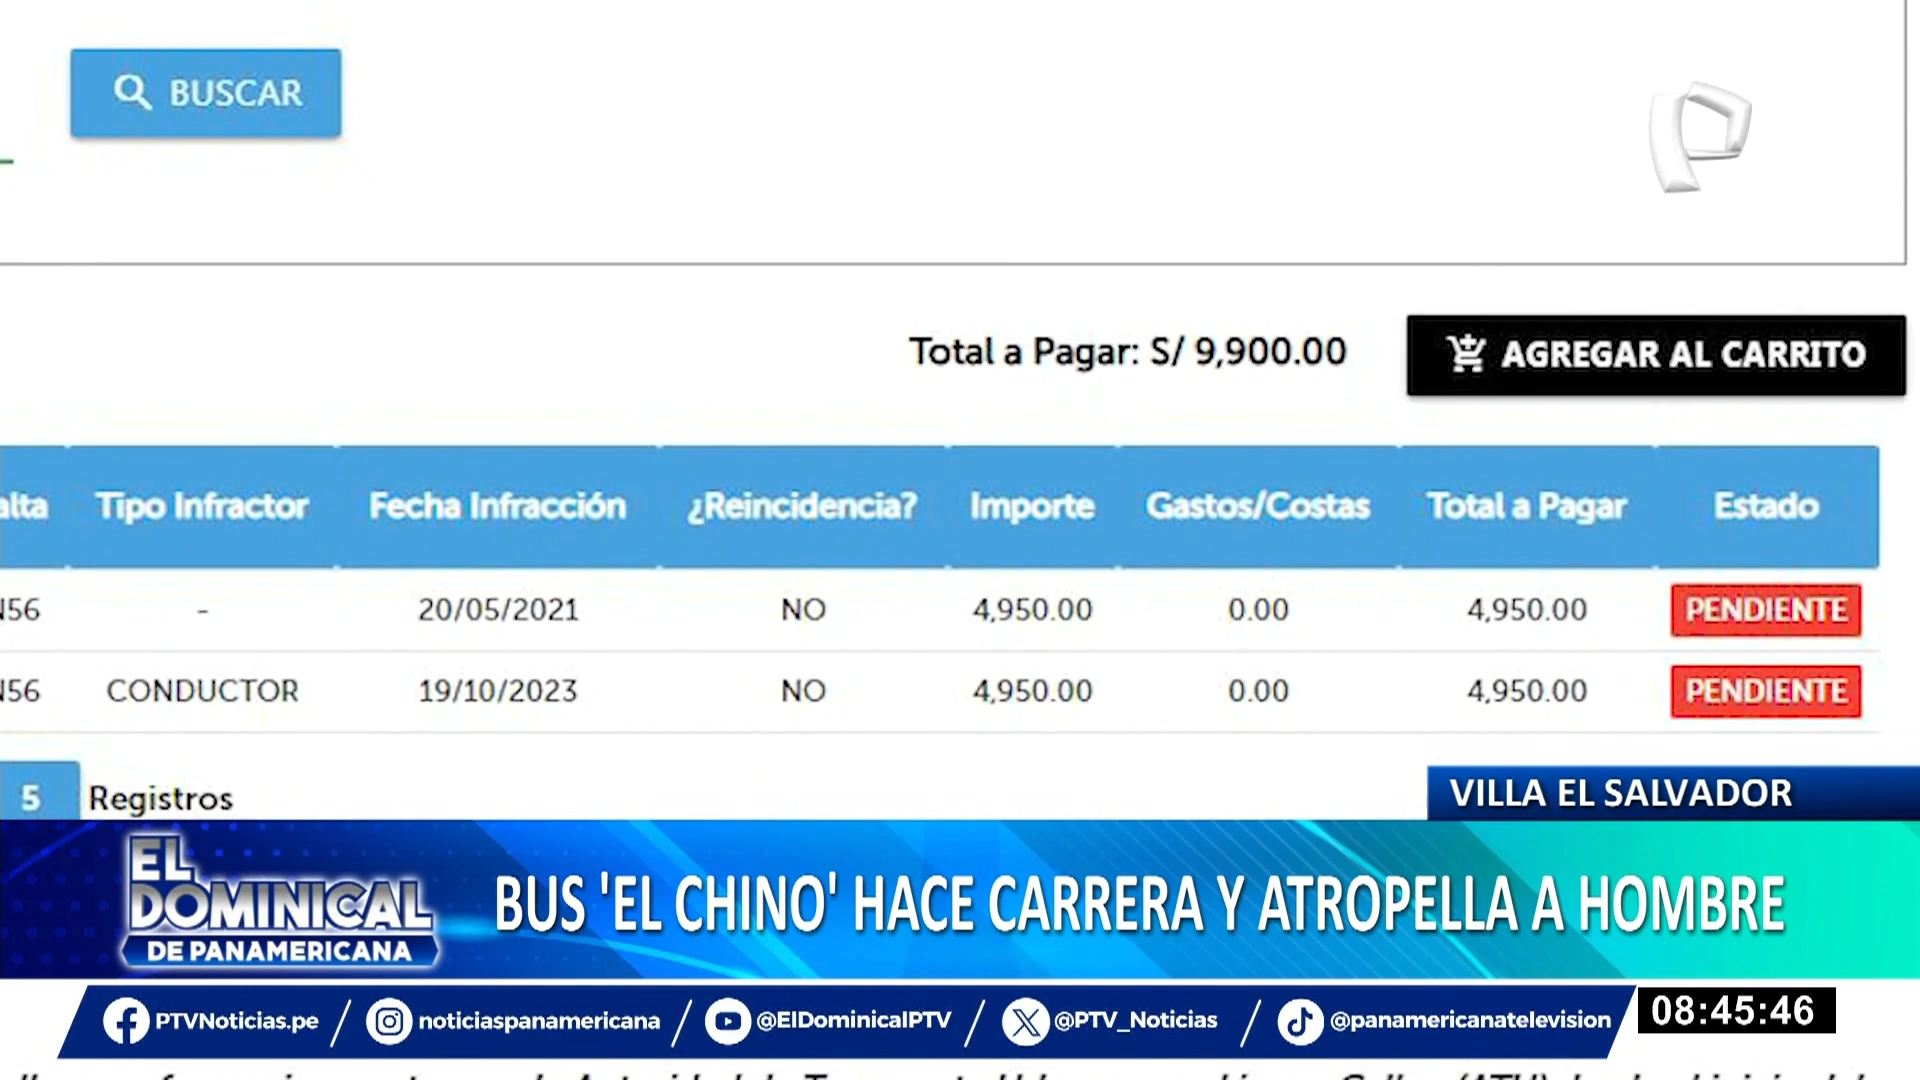 BUSCAR
Total a Pagar: S/ 9,900.00
AGREGAR AL CARRITO
Tipo Infractor Fecha Infracción ¿Reincidencia? Importe Gastos/Costas Total a Pagar Estado
N56 - 20/05/2021 NO 4,950.00 0.00 4,950.00 PENDIENTE
N56 CONDUCTOR 19/10/2023 NO 4,950.00 0.00 4,950.00 PENDIENTE
5 Registros
VILLA EL SALVADOR
EL DOMINICAL
DE PANAMERICANA
BUS 'EL CHINO' HACE CARRERA Y ATROPELLA A HOMBRE
PTVNoticias.pe / noticiaspanamericana / @ElDominicalPTV / @PTV_Noticias / @panamericanatelevision
08:45:46